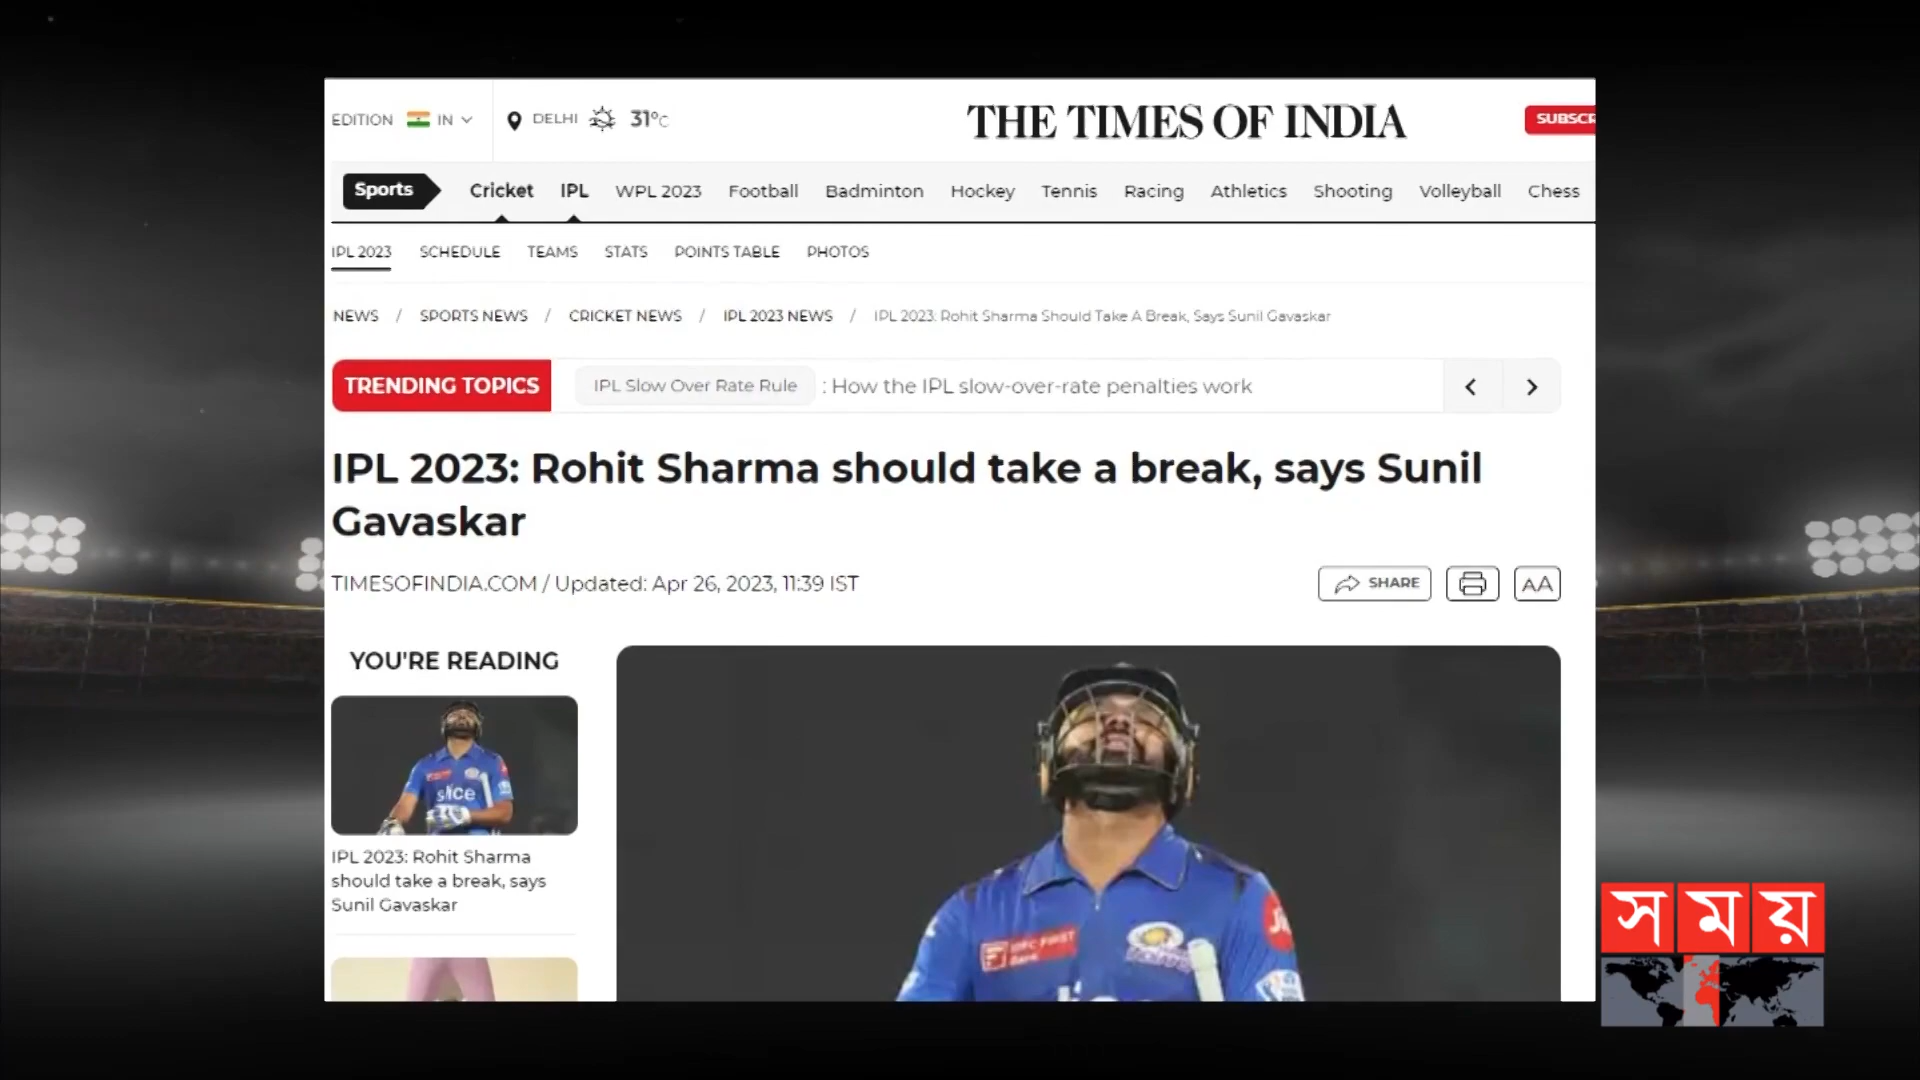 EDITION IN DELHI 31°C
THE TIMES OF INDIA
SUBSCR
Sports Cricket IPL WPL 2023 Football Badminton Hockey Tennis Racing Athletics Shooting Volleyball Chess
IPL 2023 SCHEDULE TEAMS STATS POINTS TABLE PHOTOS
NEWS / SPORTS NEWS / CRICKET NEWS / IPL 2023 NEWS / IPL 2023: Rohit Sharma Should Take A Break, Says Sunil Gavaskar
TRENDING TOPICS IPL Slow Over Rate Rule : How the IPL slow-over-rate penalties work
IPL 2023: Rohit Sharma should take a break, says Sunil
Gavaskar
TIMESOFINDIA.COM / Updated: Apr 26, 2023, 11:39 IST
SHARE
AA
YOU'RE READING
slice
IPL 2023: Rohit Sharma
should take a break, says
Sunil Gavaskar
সময়